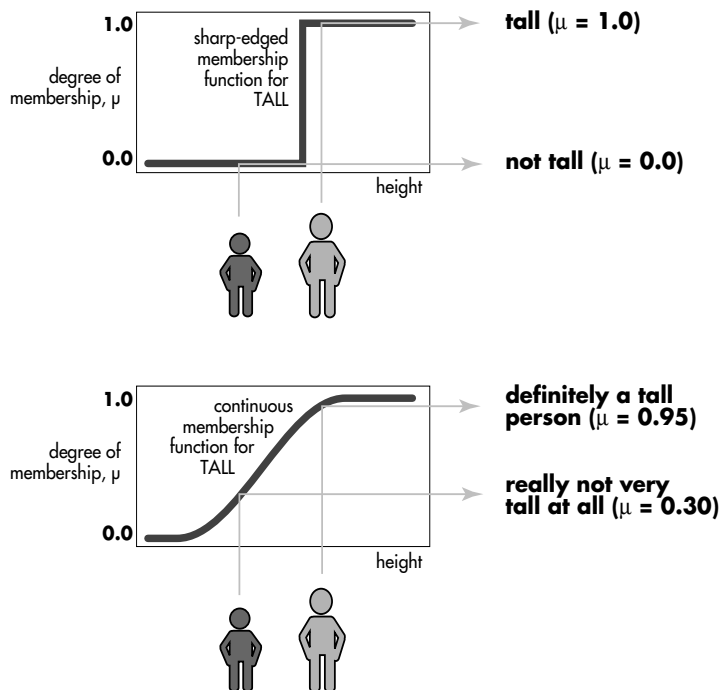 1.0
sharp-edged
membership
function for
TALL
degree of
membership, μ
0.0
height
tall (μ = 1.0)
not tall (μ = 0.0)
1.0
continuous
membership
function for
TALL
degree of
membership, μ
0.0
height
definitely a tall
person (μ = 0.95)
really not very
tall at all (μ = 0.30)